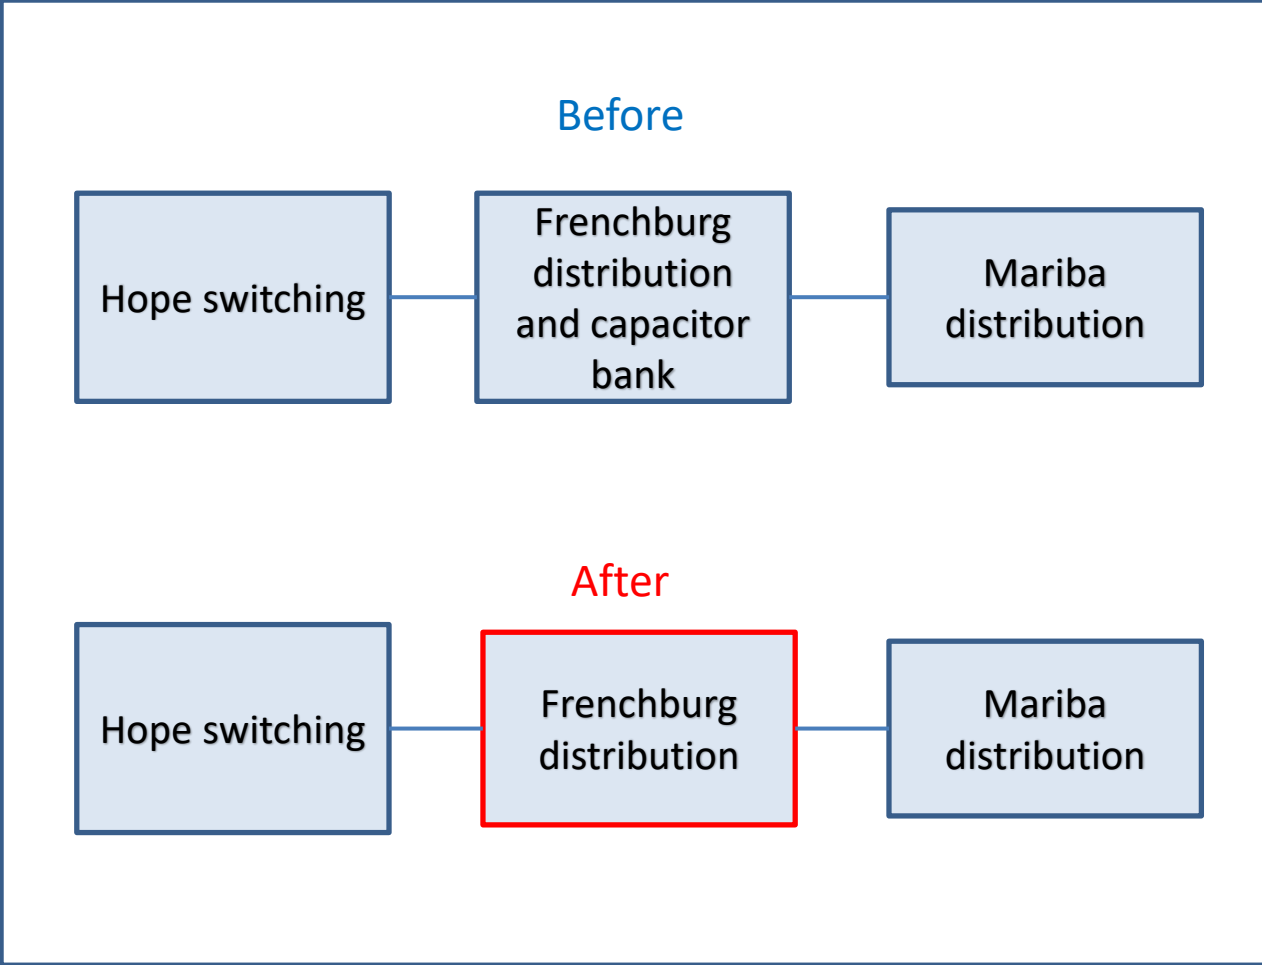 Before
Hope switching
Frenchburg
distribution
and capacitor
bank
Mariba
distribution
After
Hope switching
Frenchburg
distribution
Mariba
distribution